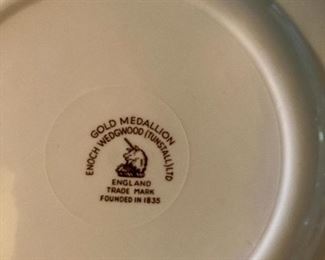 GOLD MEDALLION
ENOCH WEDGWOOD (TUNSTALL) LTD
ENGLAND
TRADE MARK
FOUNDED IN 1835